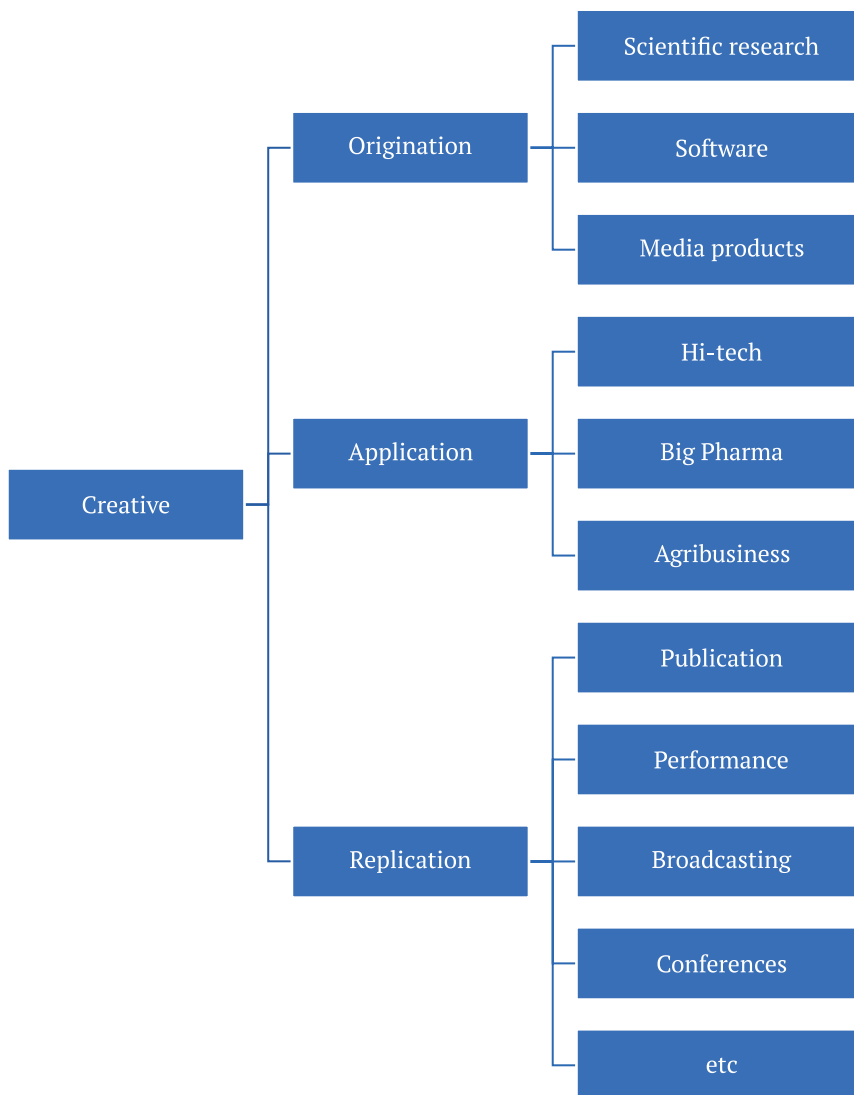 Scientific research
Origination
Software
Media products
Hi-tech
Application
Big Pharma
Creative
Agribusiness
Publication
Performance
Replication
Broadcasting
Conferences
etc